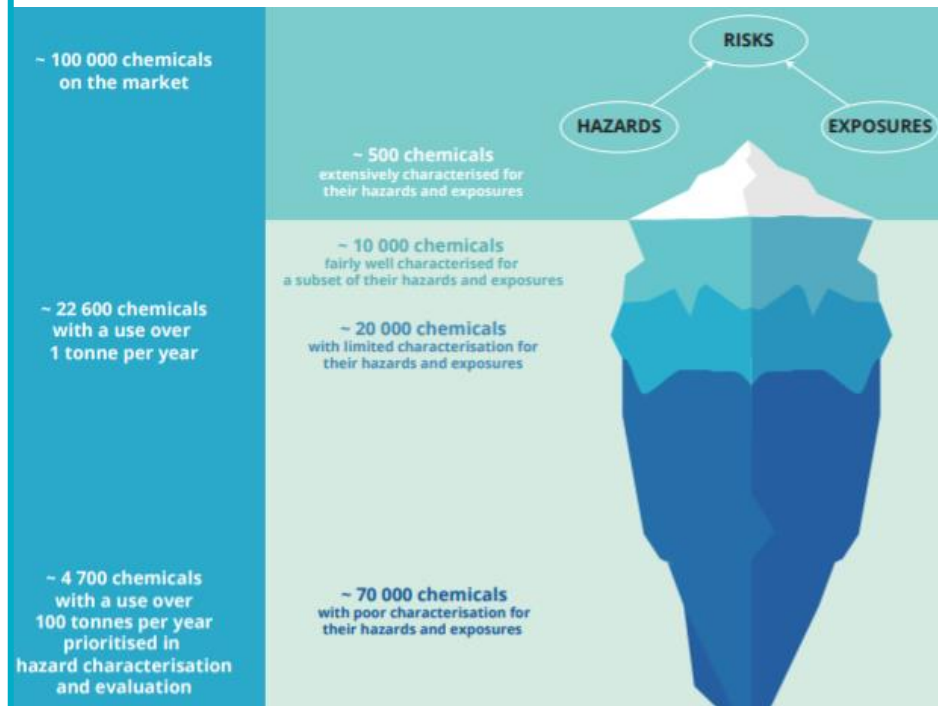 ~ 100 000 chemicals
on the market
~ 22 600 chemicals
with a use over
1 tonne per year
~ 4 700 chemicals
with a use over
100 tonnes per year
prioritised in
hazard characterisation
and evaluation
RISKS
HAZARDS
EXPOSURES
~ 500 chemicals
extensively characterised for
their hazards and exposures
~ 10 000 chemicals
fairly well characterised for
a subset of their hazards and exposures
~ 20 000 chemicals
with limited characterisation for
their hazards and exposures
~ 70 000 chemicals
with poor characterisation for
their hazards and exposures